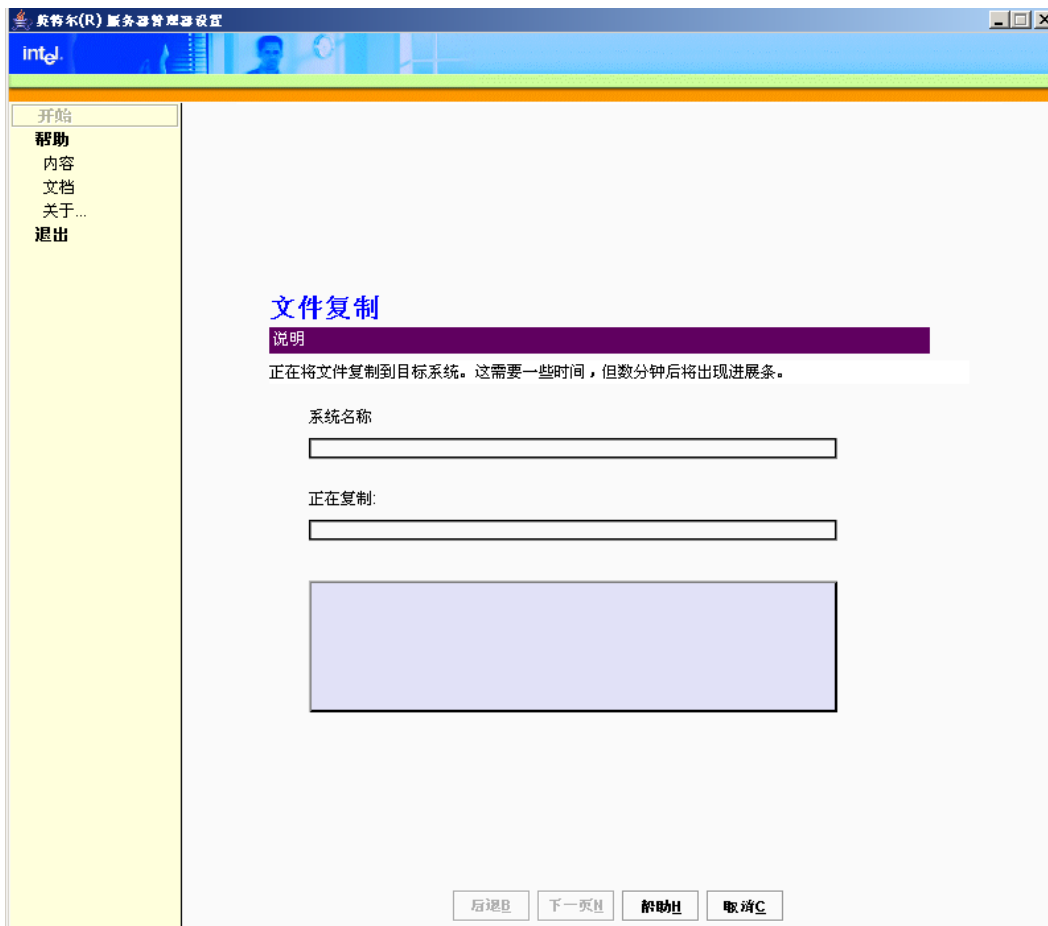 英特尔(R) 服务器管理器设置
intel.
开始
帮助
内容
文档
关于...
退出
文件复制
说明
正在将文件复制到目标系统。这需要一些时间，但数分钟后将出现进展条。
系统名称
正在复制:
后退B
下一页N
帮助H
取消C